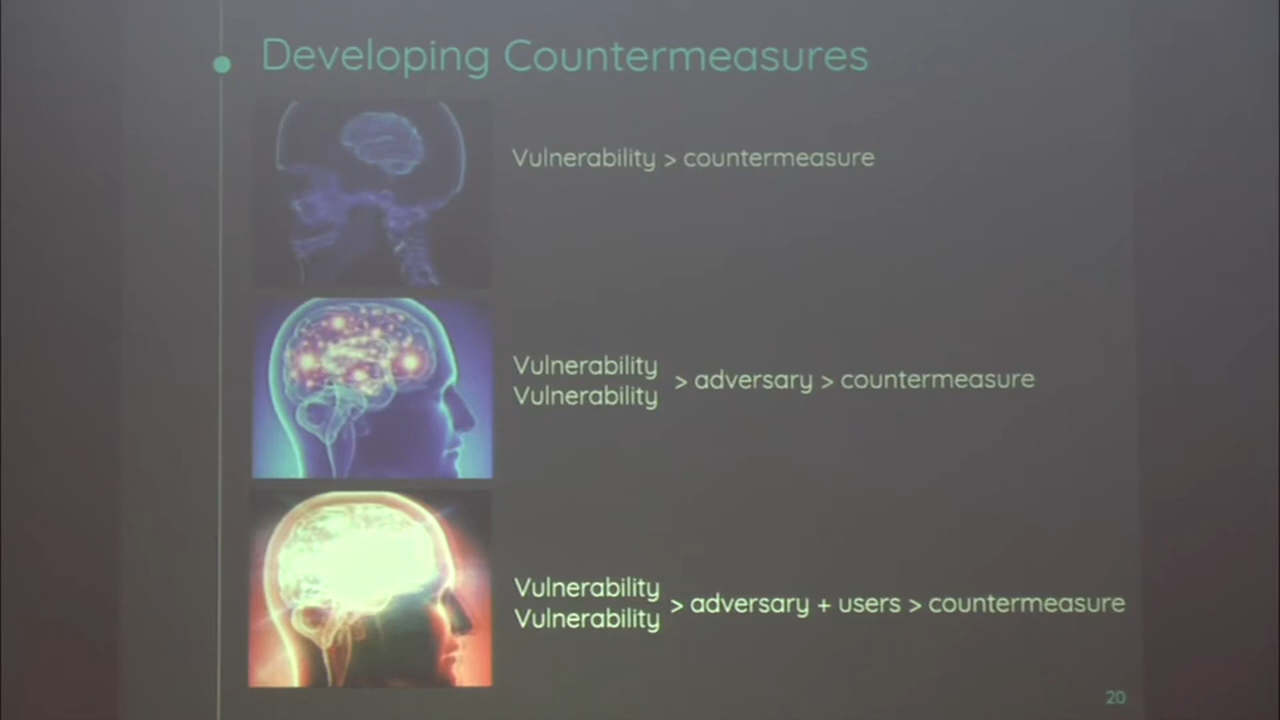 Developing Countermeasures
Vulnerability > countermeasure
Vulnerability
Vulnerability
> adversary > countermeasure
Vulnerability
Vulnerability
> adversary + users > countermeasure
20